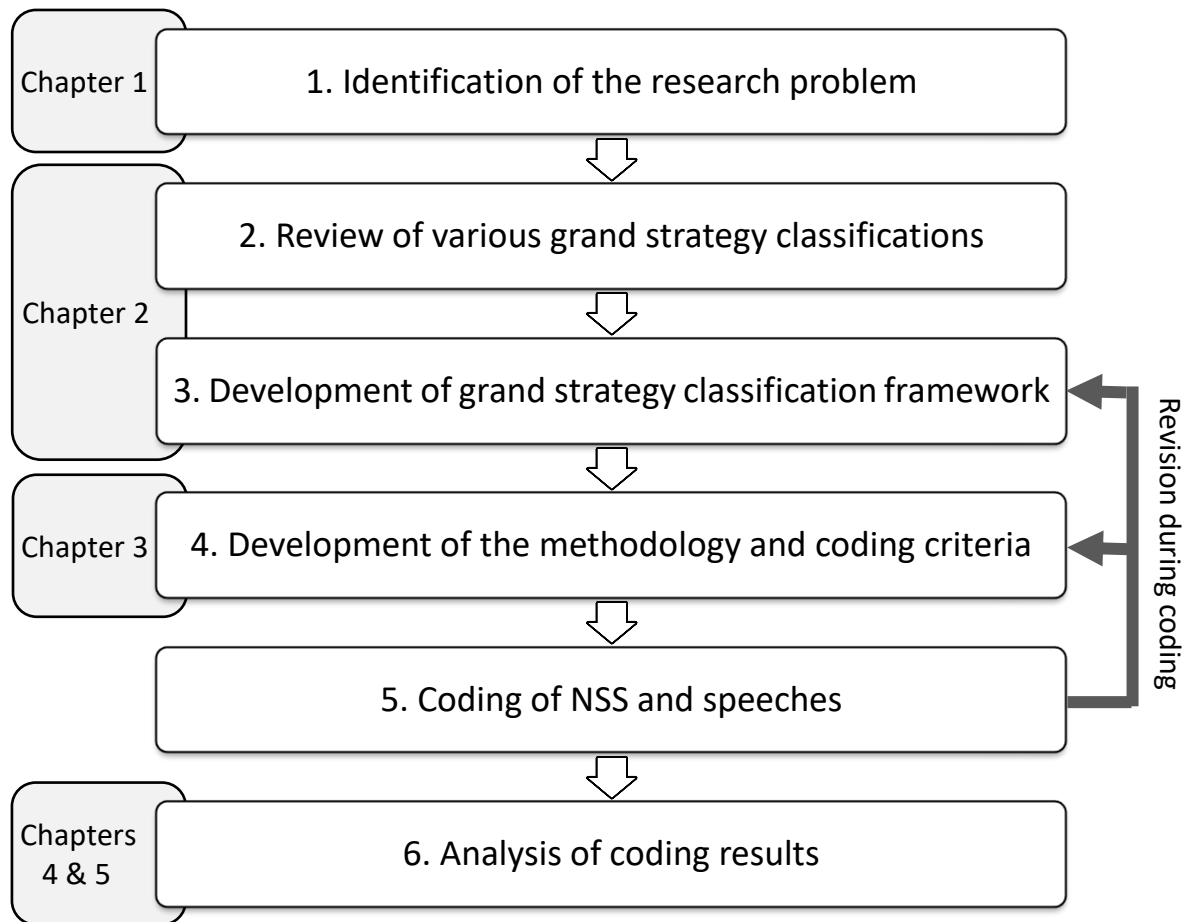 Chapter 1
1. Identification of the research problem
2. Review of various grand strategy classifications
Chapter 2
3. Development of grand strategy classification framework
Chapter 3
4. Development of the methodology and coding criteria
Revision during coding
5. Coding of NSS and speeches
Chapters
4 & 5
6. Analysis of coding results